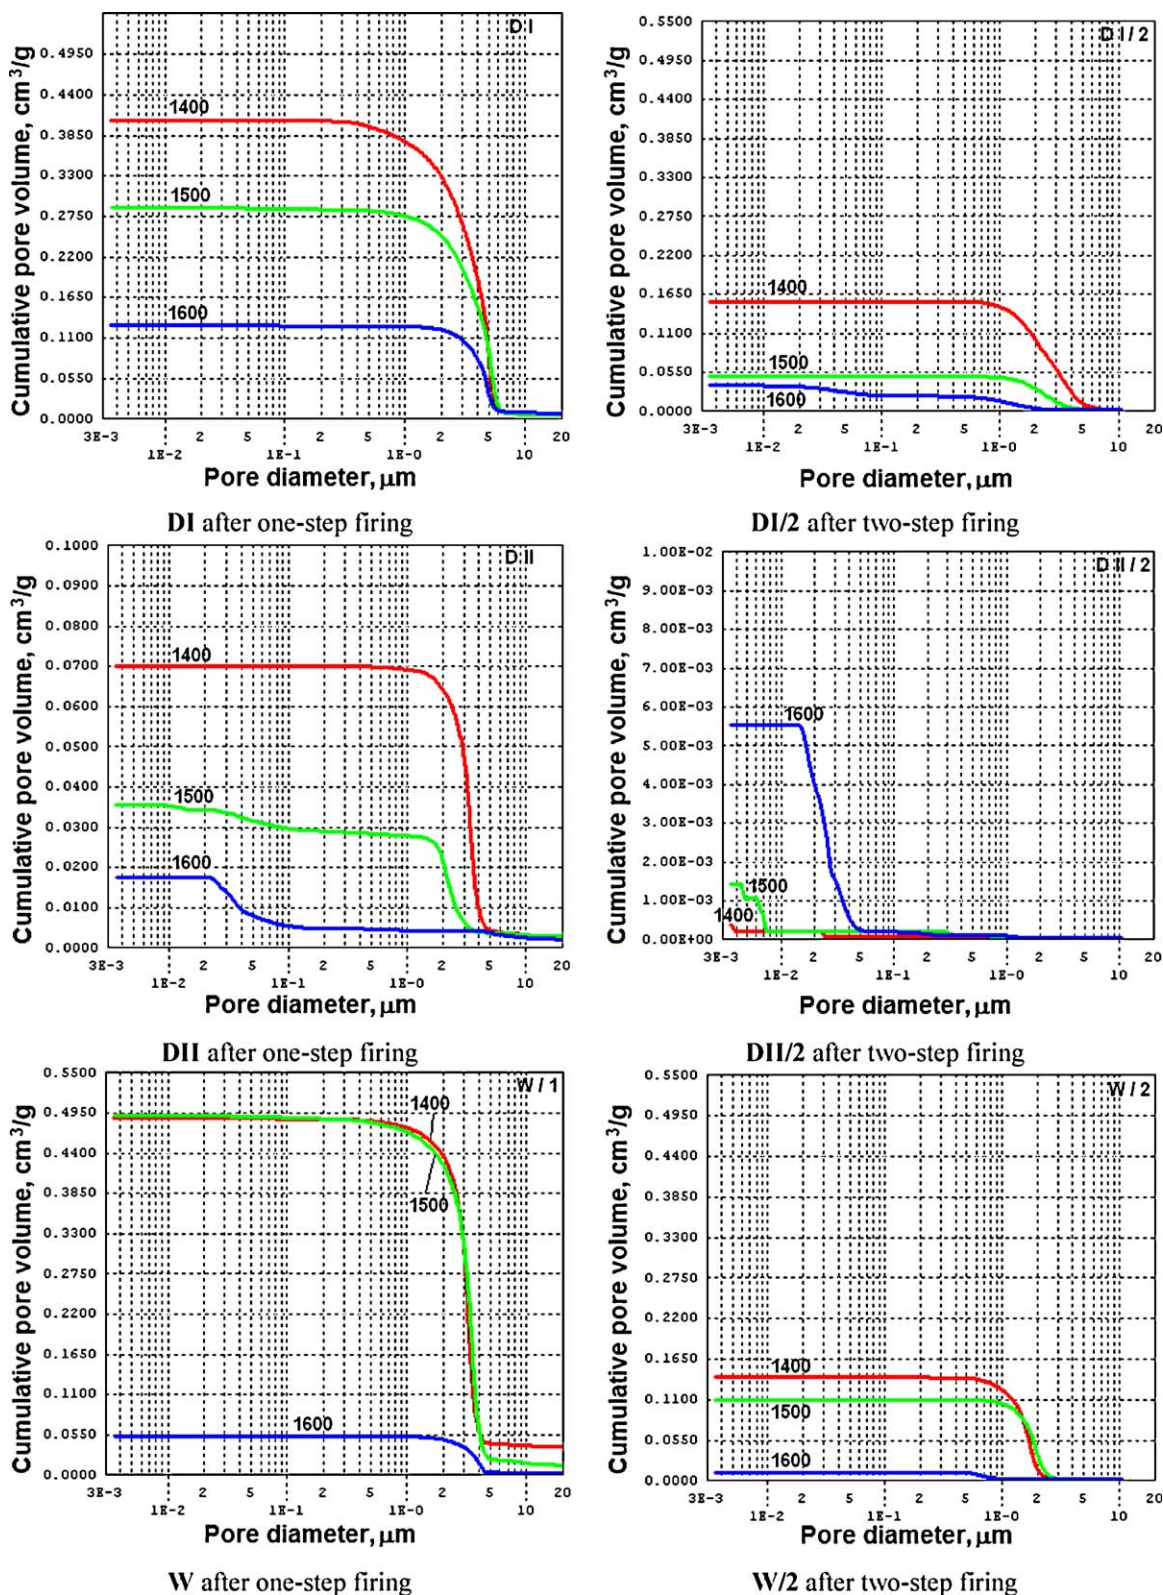 D I
Cumulative pore volume, cm³/g
0.4950
0.4400
0.3850
0.3300
0.2750
0.2200
0.1650
0.1100
0.0550
0.0000
1400
1500
1600
3E-3 2 5 2 5 2 5 20
1E-2 1E-1 1E-0 10
Pore diameter, µm
DI after one-step firing
D I / 2
Cumulative pore volume, cm³/g
0.5500
0.4950
0.4400
0.3850
0.3300
0.2750
0.2200
0.1650
0.1100
0.0550
0.0000
1400
1500
1600
3E-3 2 5 2 5 2 5 20
1E-2 1E-1 1E-0 10
Pore diameter, µm
DI/2 after two-step firing
D II
Cumulative pore volume, cm³/g
0.1000
0.0900
0.0800
0.0700
0.0600
0.0500
0.0400
0.0300
0.0200
0.0100
0.0000
1400
1500
1600
3E-3 2 5 2 5 2 5 20
1E-2 1E-1 1E-0 10
Pore diameter, µm
DII after one-step firing
D II / 2
Cumulative pore volume, cm³/g
1.00E-02
9.00E-03
8.00E-03
7.00E-03
6.00E-03
5.00E-03
4.00E-03
3.00E-03
2.00E-03
1.00E-03
0.00E+00
1600
1500
1400
3E-3 2 5 2 5 2 5 20
1E-2 1E-1 1E-0 10
Pore diameter, µm
DII/2 after two-step firing
W / 1
Cumulative pore volume, cm³/g
0.5500
0.4950
0.4400
0.3850
0.3300
0.2750
0.2200
0.1650
0.1100
0.0550
0.0000
1400
1500
1600
3E-3 2 5 2 5 2 5 20
1E-2 1E-1 1E-0 10
Pore diameter, µm
W after one-step firing
W / 2
Cumulative pore volume, cm³/g
0.5500
0.4950
0.4400
0.3850
0.3300
0.2750
0.2200
0.1650
0.1100
0.0550
0.0000
1400
1500
1600
3E-3 2 5 2 5 2 5 20
1E-2 1E-1 1E-0 10
Pore diameter, µm
W/2 after two-step firing